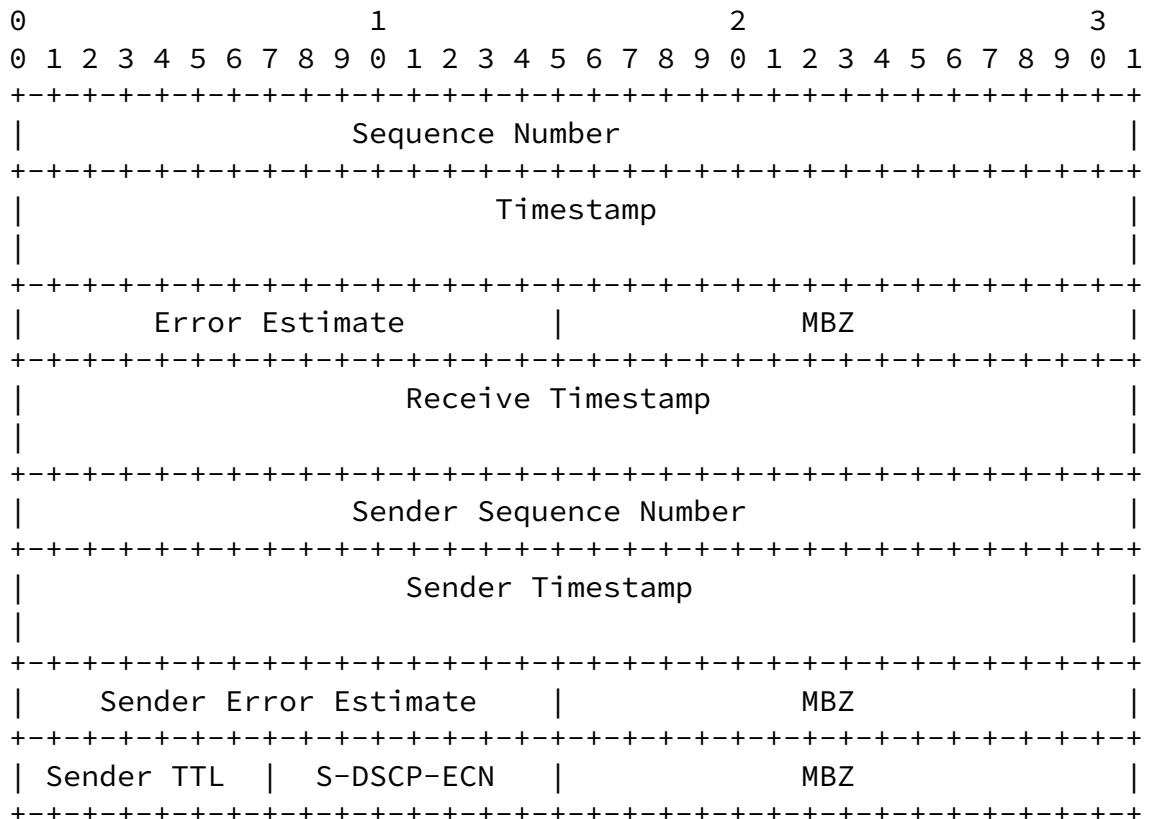 0                   1                   2                   3
0 1 2 3 4 5 6 7 8 9 0 1 2 3 4 5 6 7 8 9 0 1 2 3 4 5 6 7 8 9 0 1
+-+-+-+-+-+-+-+-+-+-+-+-+-+-+-+-+-+-+-+-+-+-+-+-+-+-+-+-+-+-+-+
|                  Sequence Number                            |
+-+-+-+-+-+-+-+-+-+-+-+-+-+-+-+-+-+-+-+-+-+-+-+-+-+-+-+-+-+-+-+
|                          Timestamp                          |
|                                                             |
+-+-+-+-+-+-+-+-+-+-+-+-+-+-+-+-+-+-+-+-+-+-+-+-+-+-+-+-+-+-+-+
|       Error Estimate        |             MBZ               |
+-+-+-+-+-+-+-+-+-+-+-+-+-+-+-+-+-+-+-+-+-+-+-+-+-+-+-+-+-+-+-+
|                     Receive Timestamp                       |
|                                                             |
+-+-+-+-+-+-+-+-+-+-+-+-+-+-+-+-+-+-+-+-+-+-+-+-+-+-+-+-+-+-+-+
|                  Sender Sequence Number                     |
+-+-+-+-+-+-+-+-+-+-+-+-+-+-+-+-+-+-+-+-+-+-+-+-+-+-+-+-+-+-+-+
|                     Sender Timestamp                        |
|                                                             |
+-+-+-+-+-+-+-+-+-+-+-+-+-+-+-+-+-+-+-+-+-+-+-+-+-+-+-+-+-+-+-+
|    Sender Error Estimate    |             MBZ               |
+-+-+-+-+-+-+-+-+-+-+-+-+-+-+-+-+-+-+-+-+-+-+-+-+-+-+-+-+-+-+-+
| Sender TTL  |  S-DSCP-ECN   |             MBZ               |
+-+-+-+-+-+-+-+-+-+-+-+-+-+-+-+-+-+-+-+-+-+-+-+-+-+-+-+-+-+-+-+